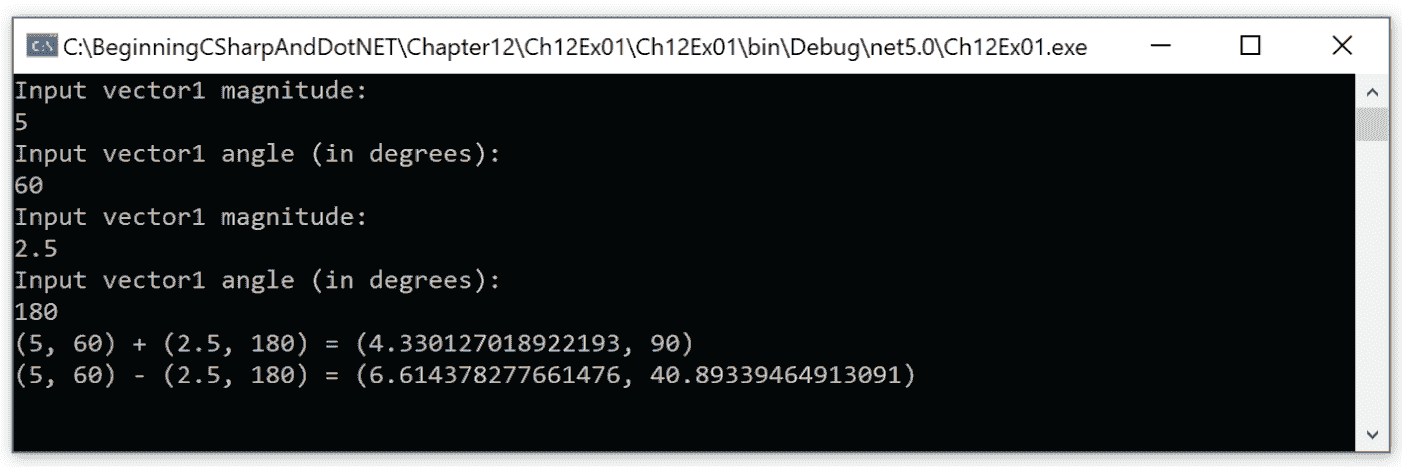 C:\BeginningCSharpAndDotNET\Chapter12\Ch12Ex01\Ch12Ex01\bin\Debug\net5.0\Ch12Ex01.exe
Input vector1 magnitude:
5
Input vector1 angle (in degrees):
60
Input vector1 magnitude:
2.5
Input vector1 angle (in degrees):
180
(5, 60) + (2.5, 180) = (4.330127018922193, 90)
(5, 60) - (2.5, 180) = (6.614378277661476, 40.89339464913091)